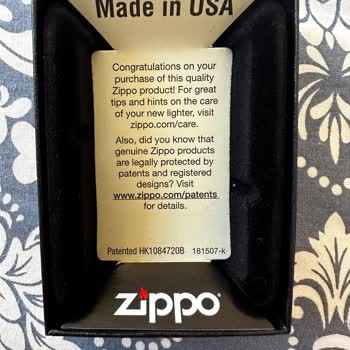 Made in USA
Congratulations on your
purchase of this quality
Zippo product! For great
tips and hints on the care
of your new lighter, visit
zippo.com/care.
Also, did you know that
genuine Zippo products
are legally protected by
patents and registered
designs? Visit
www.zippo.com/patents
for details.
Patented HK1084720B 181507-k
zippo